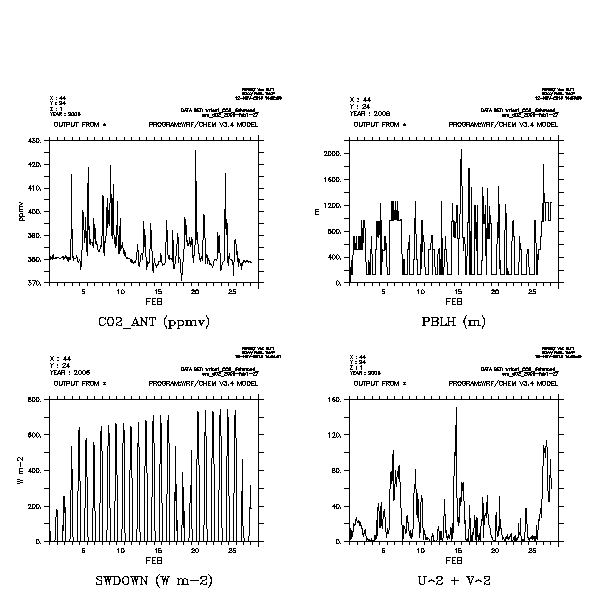 X : 44
Y : 24
Z : 1
YEAR : 2006
OUTPUT FROM *
PROGRAM:WRF/CHEM V3.4 MODEL
430.
420.
410.
400.
390.
380.
370.
ppmv
5 10 15 20 25
FEB
CO2_ANT (ppmv)
X : 44
Y : 24
YEAR : 2006
OUTPUT FROM *
PROGRAM:WRF/CHEM V3.4 MODEL
2000.
1600.
1200.
800.
400.
0.
m
5 10 15 20 25
FEB
PBLH (m)
X : 44
Y : 24
YEAR : 2006
OUTPUT FROM *
PROGRAM:WRF/CHEM V3.4 MODEL
800.
600.
400.
200.
0.
W m-2
5 10 15 20 25
FEB
SWDOWN (W m-2)
X : 44
Y : 24
Z : 1
YEAR : 2006
OUTPUT FROM *
PROGRAM:WRF/CHEM V3.4 MODEL
160.
120.
80.
40.
0.
5 10 15 20 25
FEB
U^2 + V^2